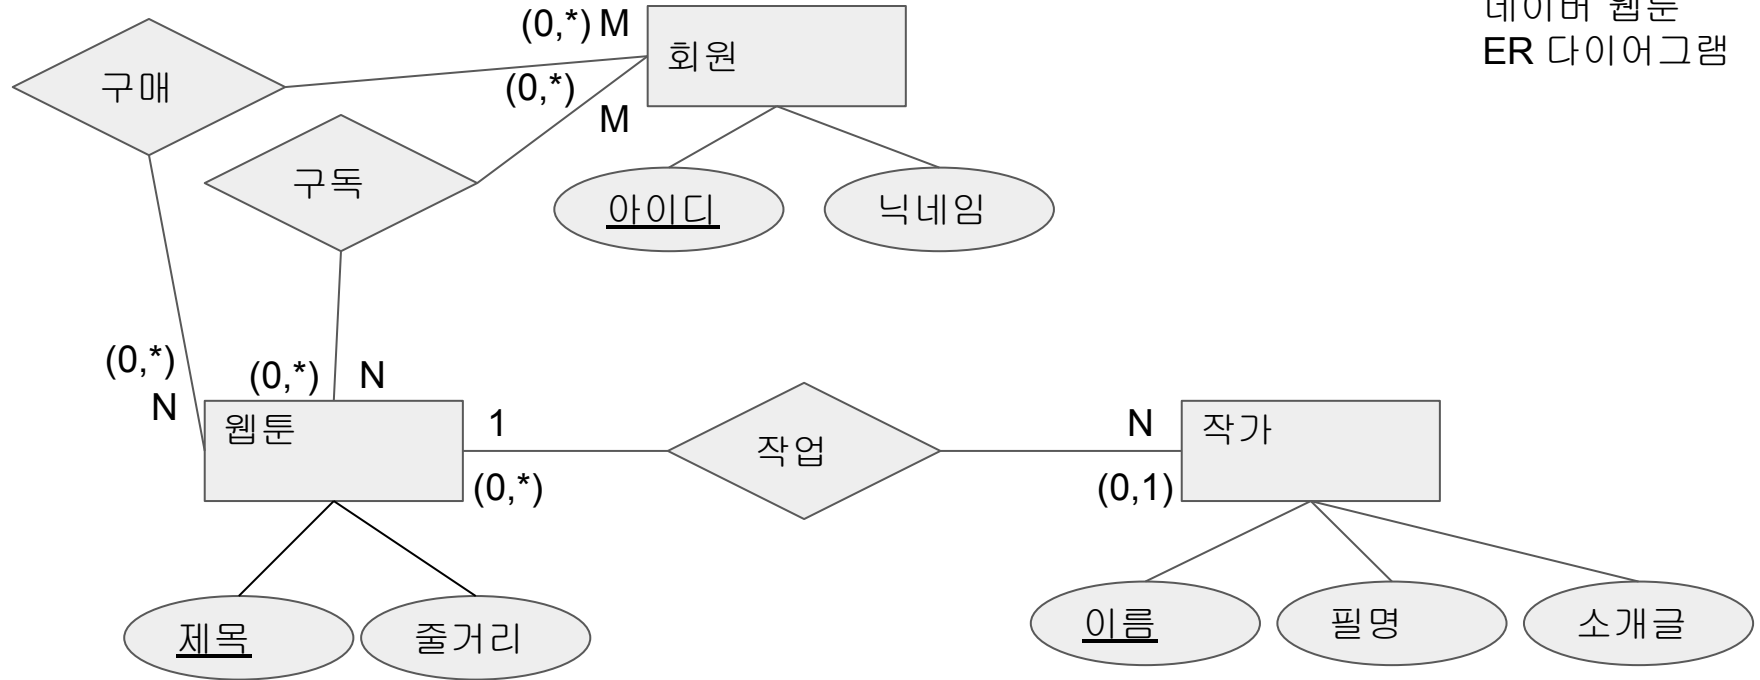 네이버 웹툰
ER 다이어그램
(0,*) M
회원
구매
(0,*)
M
구독
아이디
닉네임
(0,*)
N
(0,*)
N
웹툰
1
(0,*)
작업
N
(0,1)
작가
제목
줄거리
이름
필명
소개글